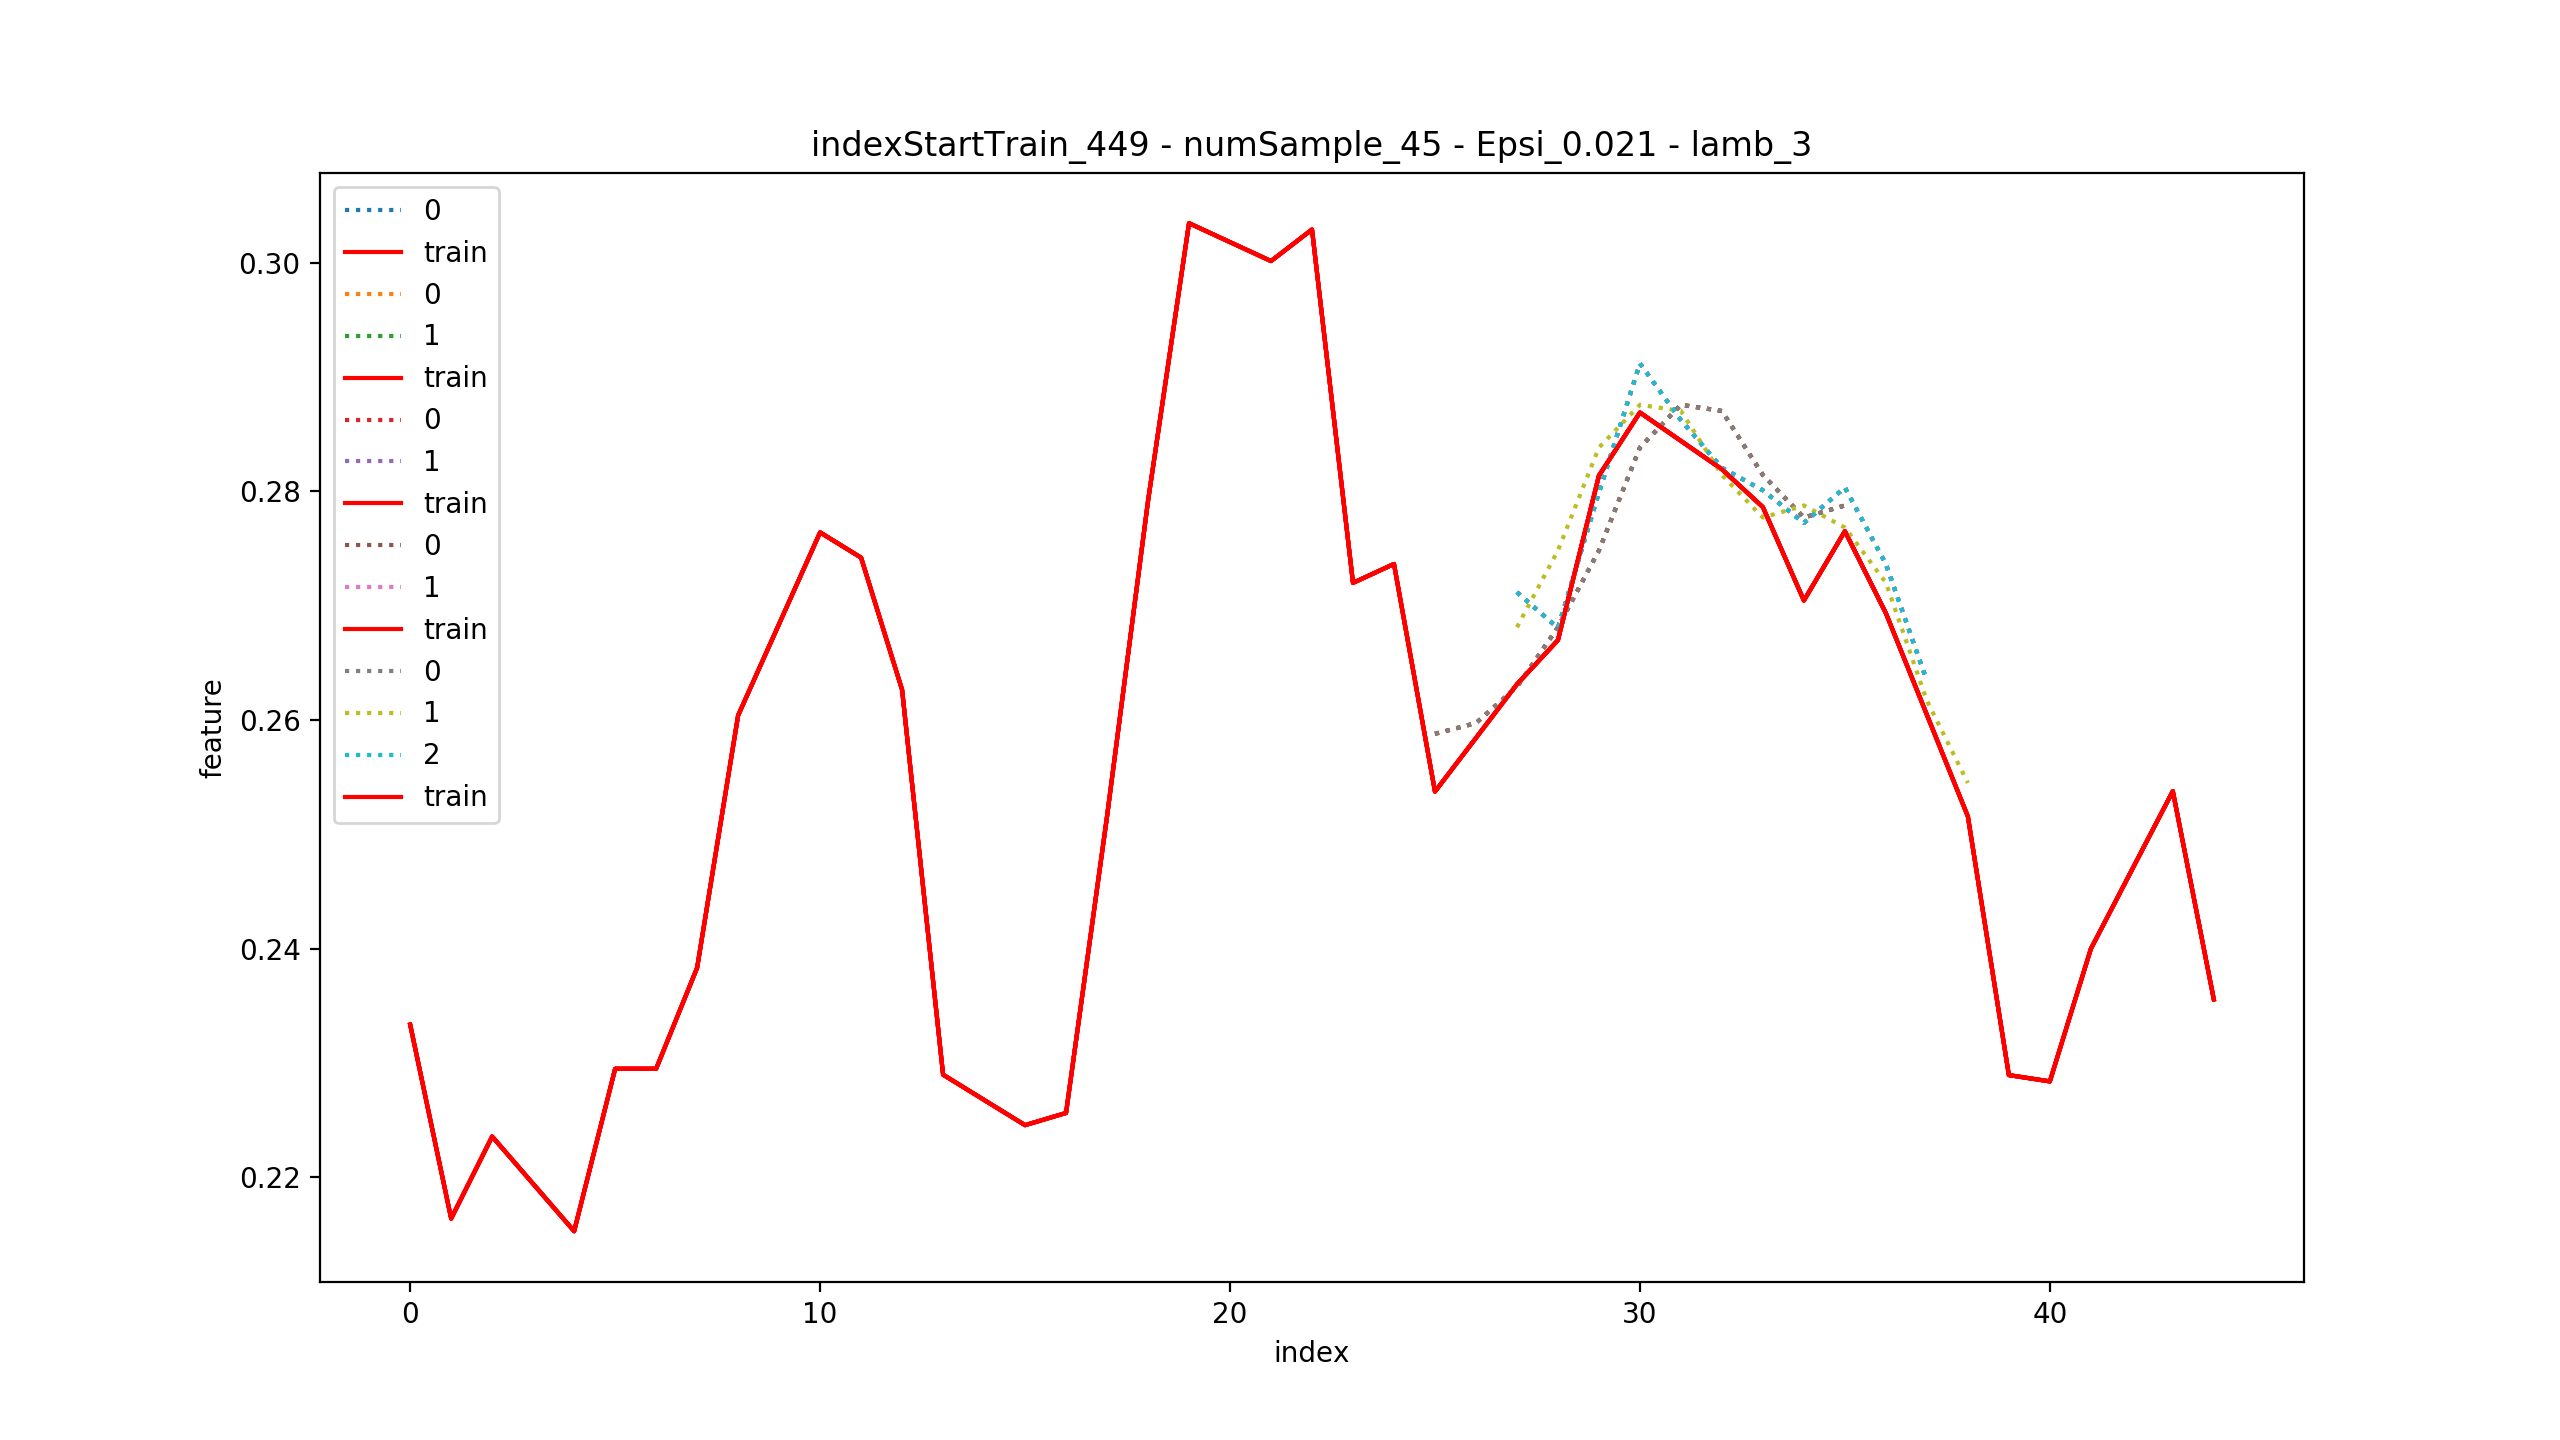 indexStartTrain_449 - numSample_45 - Epsi_0.021 - lamb_3
0
train
0
1
train
0
1
train
0
1
train
0
1
2
train
feature
0.30
0.28
0.26
0.24
0.22
0
10
20
30
40
index